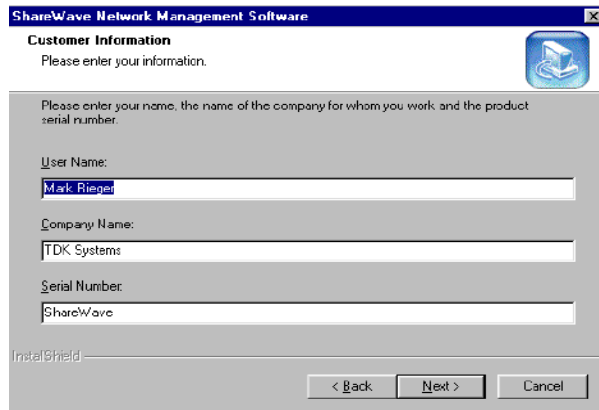 ShareWave Network Management Software
Customer Information
Please enter your information.
Please enter your name, the name of the company for whom you work and the product
serial number.
User Name:
Mark Rieger
Company Name:
TDK Systems
Serial Number:
ShareWave
InstallShield
< Back
Next >
Cancel